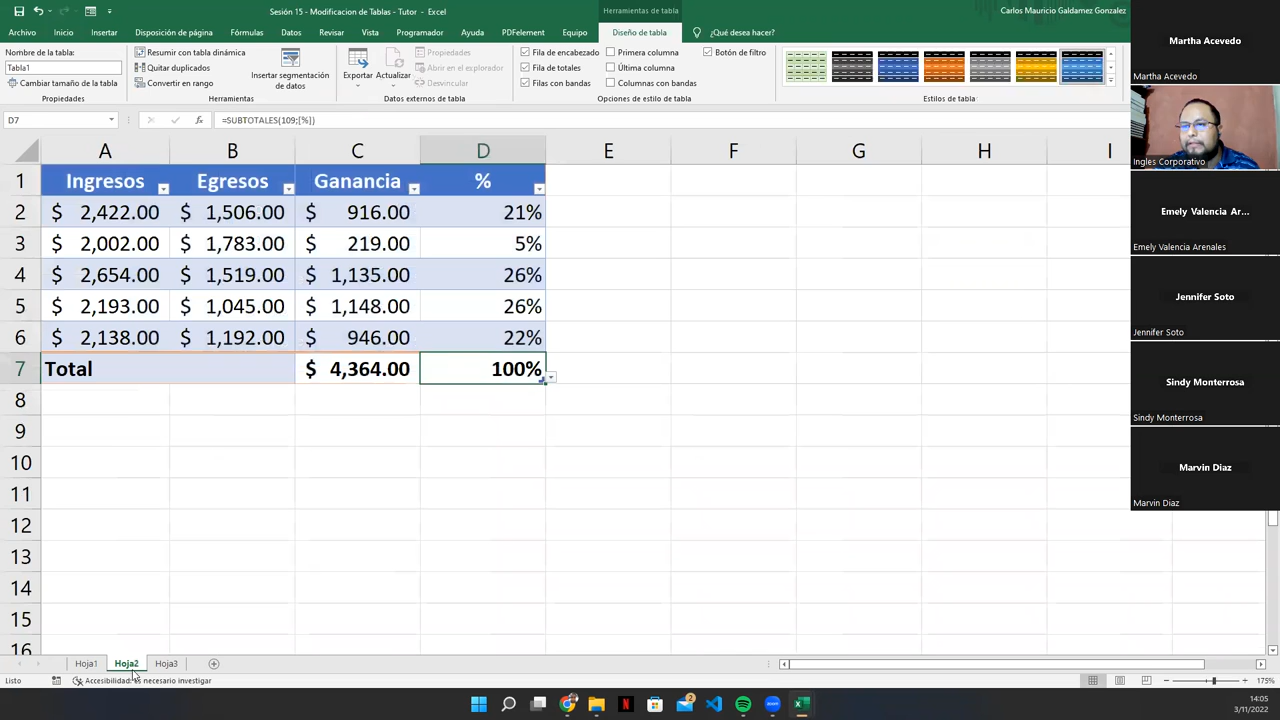 Sesión 15 - Modificacion de Tablas - Tutor - Excel
Herramientas de tabla
Carlos Mauricio Galdamez Gonzalez
Archivo Inicio Insertar Disposición de página Fórmulas Datos Revisar Vista Programador Ayuda PDFelement Equipo Diseño de tabla ¿Qué desea hacer?
Nombre de la tabla:
Tabla1
Cambiar tamaño de la tabla
Propiedades
Resumir con tabla dinámica
Quitar duplicados
Convertir en rango
Insertar segmentación de datos
Herramientas
Exportar Actualizar
Propiedades
Abrir en el explorador
Desvincular
Datos externos de tabla
Fila de encabezado Primera columna Botón de filtro
Fila de totales Última columna
Filas con bandas Columnas con bandas
Opciones de estilo de tabla
Estilos de tabla
D7 =SUBTOTALES(109;[%])
A B C D E F G H I
1 Ingresos Egresos Ganancia %
2 $ 2,422.00 $ 1,506.00 $ 916.00 21%
3 $ 2,002.00 $ 1,783.00 $ 219.00 5%
4 $ 2,654.00 $ 1,519.00 $ 1,135.00 26%
5 $ 2,193.00 $ 1,045.00 $ 1,148.00 26%
6 $ 2,138.00 $ 1,192.00 $ 946.00 22%
7 Total $ 4,364.00 100%
8
9
10
11
12
13
14
15
16
Hoja1 Hoja2 Hoja3
Listo Accesibilidad: es necesario investigar 175%
14:05
3/11/2022
Martha Acevedo
Martha Acevedo
Ingles Corporativo
Emely Valencia Ar...
Emely Valencia Arenales
Jennifer Soto
Jennifer Soto
Sindy Monterrosa
Sindy Monterrosa
Marvin Diaz
Marvin Diaz